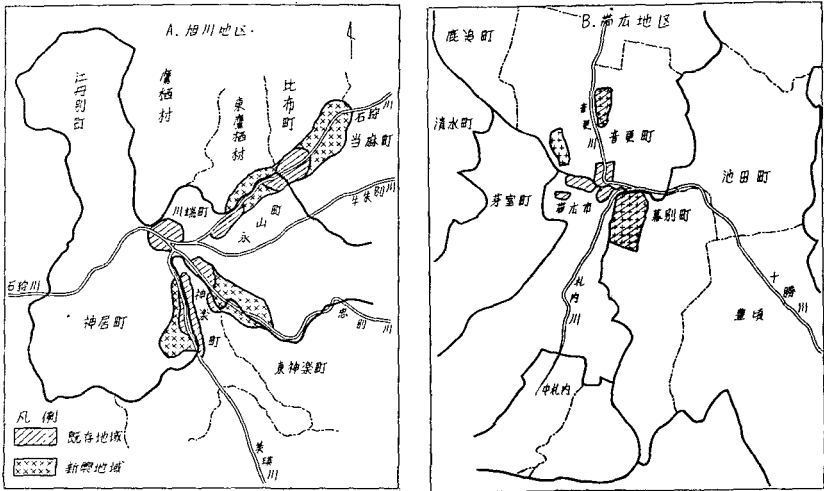 A. 旭川地区
江丹別町
鷹栖村
東鷹栖村
比布町
石狩川
当麻町
牛朱別川
川端町
永山町
石狩川
神居町
神楽町
忠別川
東神楽町
美瑛川
凡例
既存地域
新興地域
B. 帯広地区
鹿追町
音更川
音更町
清水町
池田町
芽室町
帯広市
幕別町
札内川
十勝川
豊頃
中札内